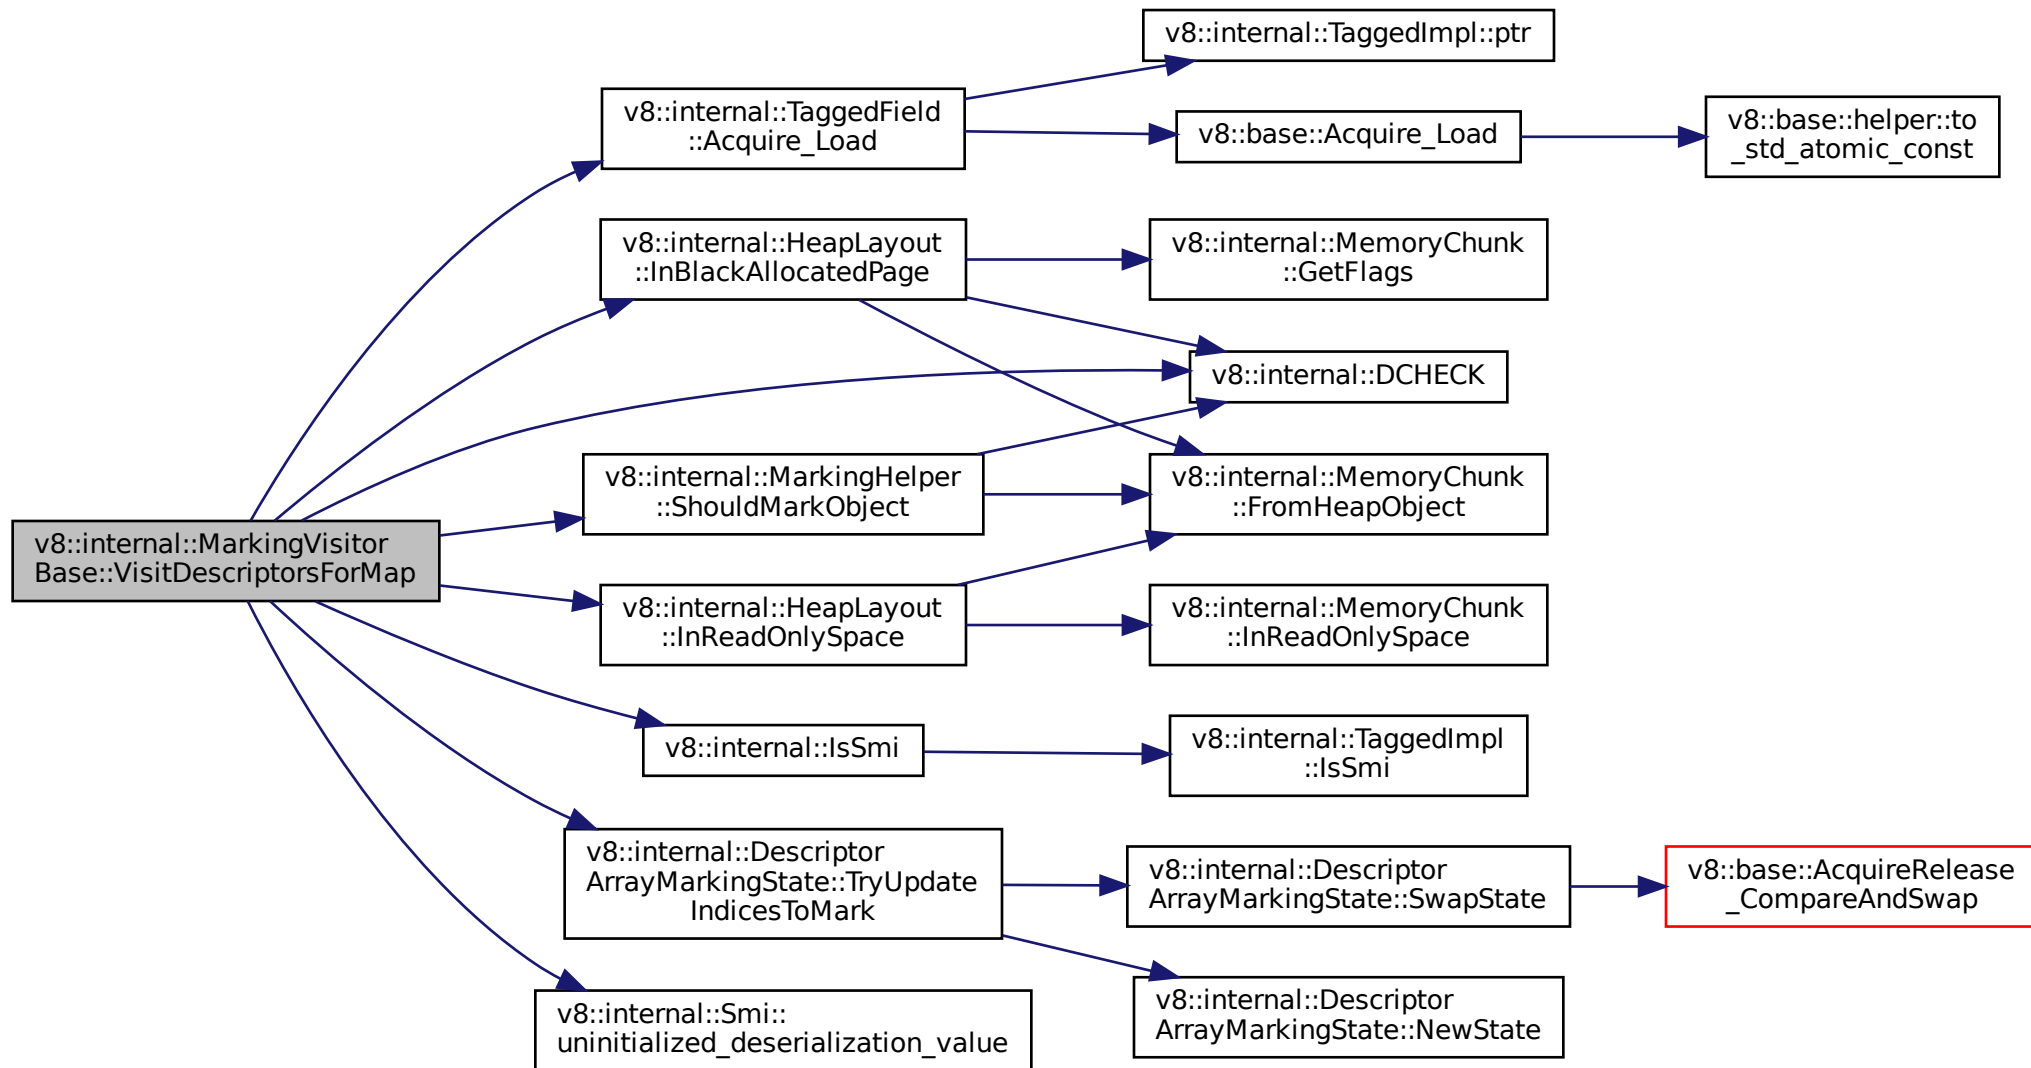 v8::internal::TaggedImpl::ptr
v8::internal::TaggedField
::Acquire_Load
v8::base::Acquire_Load
v8::base::helper::to
_std_atomic_const
v8::internal::HeapLayout
::InBlackAllocatedPage
v8::internal::MemoryChunk
::GetFlags
v8::internal::DCHECK
v8::internal::MarkingHelper
::ShouldMarkObject
v8::internal::MemoryChunk
::FromHeapObject
v8::internal::MarkingVisitor
Base::VisitDescriptorsForMap
v8::internal::HeapLayout
::InReadOnlySpace
v8::internal::MemoryChunk
::InReadOnlySpace
v8::internal::IsSmi
v8::internal::TaggedImpl
::IsSmi
v8::internal::Descriptor
ArrayMarkingState::TryUpdate
IndicesToMark
v8::internal::Descriptor
ArrayMarkingState::SwapState
v8::base::AcquireRelease
_CompareAndSwap
v8::internal::Descriptor
ArrayMarkingState::NewState
v8::internal::Smi::
uninitialized_deserialization_value